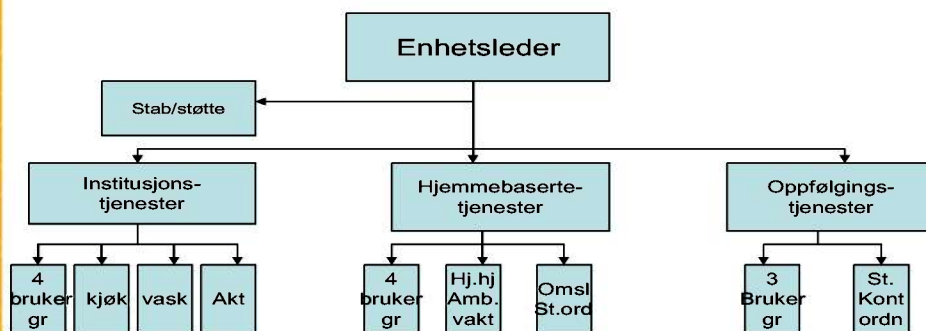 Enhetsleder
Stab/støtte
Institusjons-
tjenester
Hjemmebaserte-
tjenester
Oppfølgings-
tjenester
4
bruker
gr
kjøk
vask
Akt
4
bruker
gr
Hj.hj
Amb.
vakt
Omsl
St.ord
3
Bruker
gr
St.
Kont
ordn